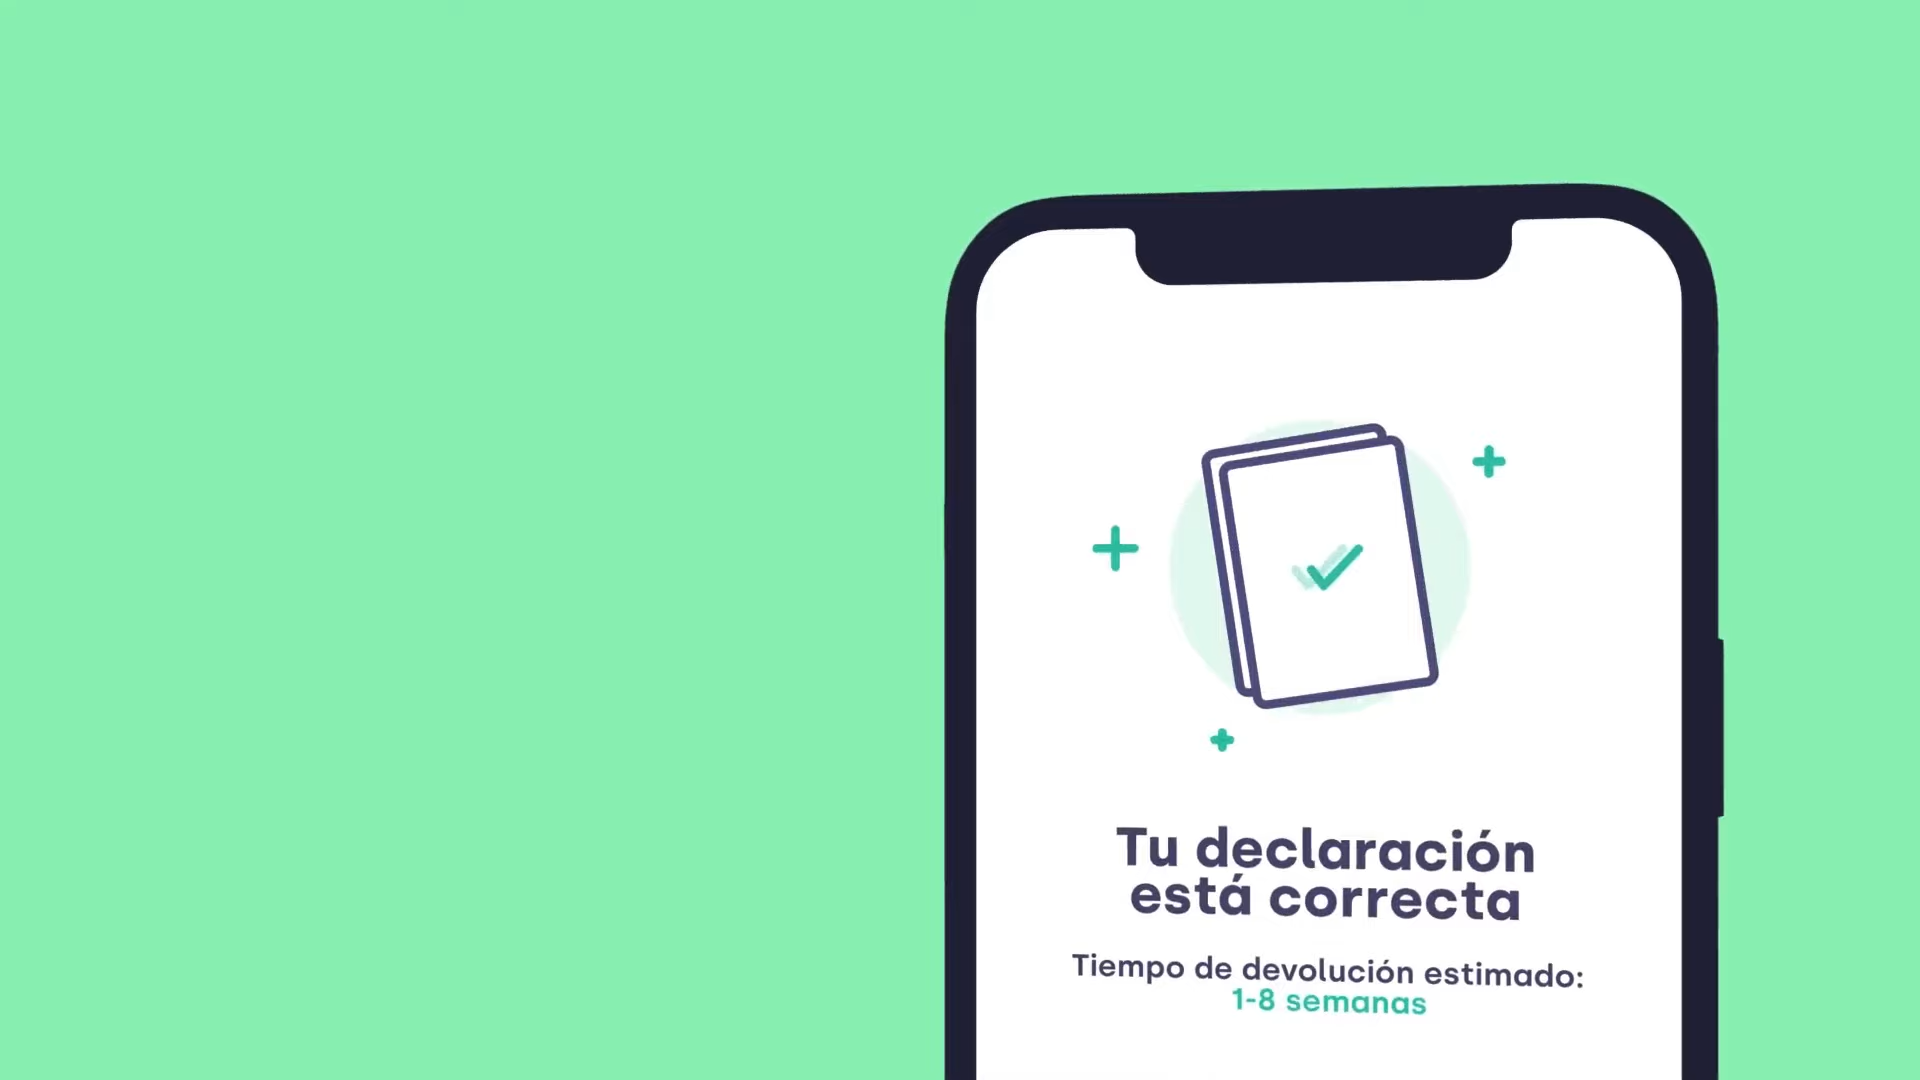 Tu declaración
está correcta
Tiempo de devolución estimado:
1-8 semanas